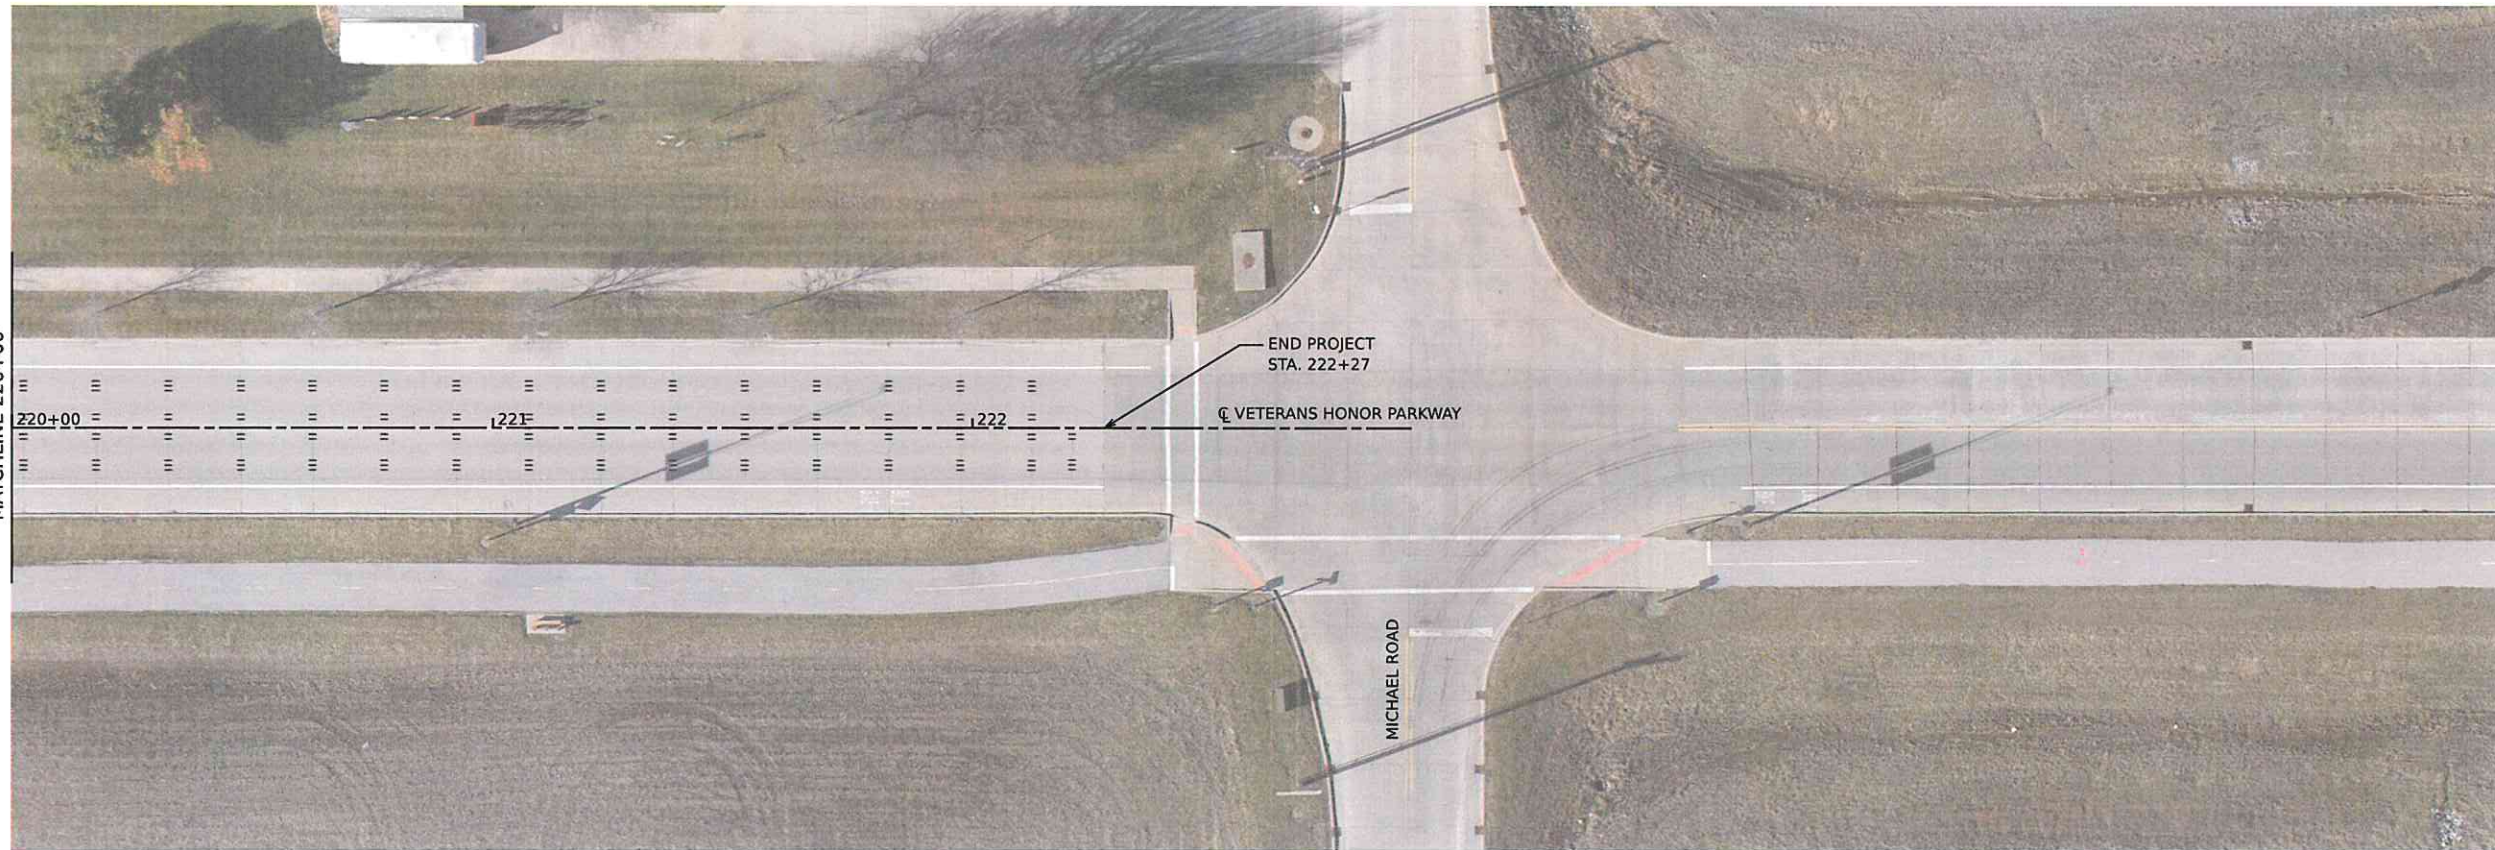 END PROJECT
STA. 222+27
220+00
221
222
℄ VETERANS HONOR PARKWAY
MICHAEL ROAD